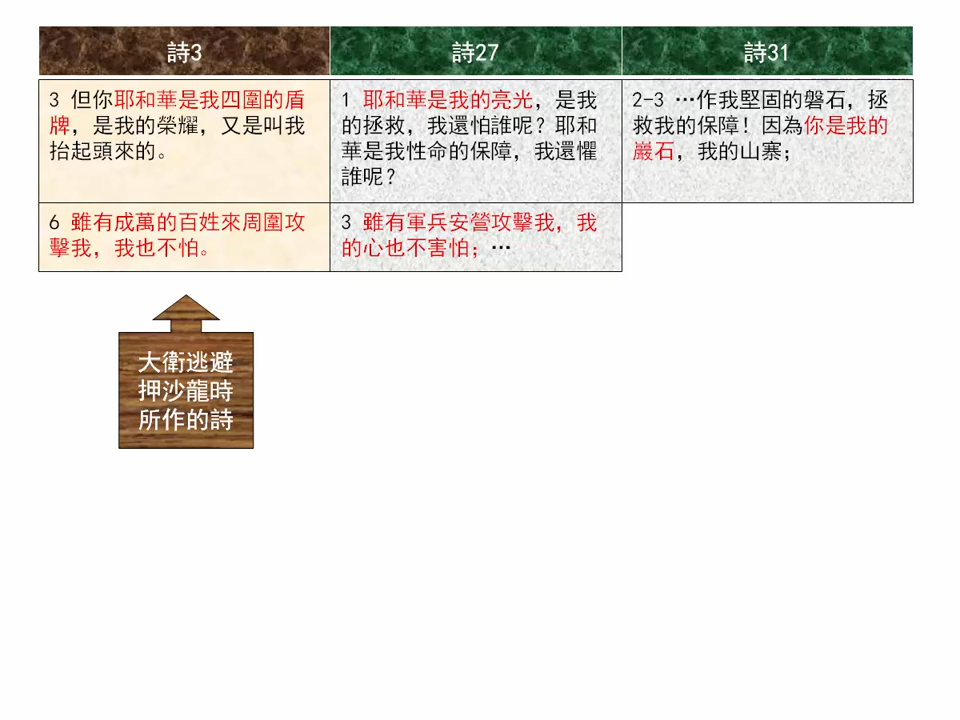 詩3
詩27
詩31
3 但你耶和華是我四圍的盾
牌，是我的榮耀，又是叫我
抬起頭來的。
1 耶和華是我的亮光，是我
的拯救，我還怕誰呢？耶和
華是我性命的保障，我還懼
誰呢？
2-3 …作我堅固的磐石，拯
救我的保障！因為你是我的
巖石，我的山寨；
6 雖有成萬的百姓來周圍攻
擊我，我也不怕。
3 雖有軍兵安營攻擊我，我
的心也不害怕；…
大衛逃避
押沙龍時
所作的詩